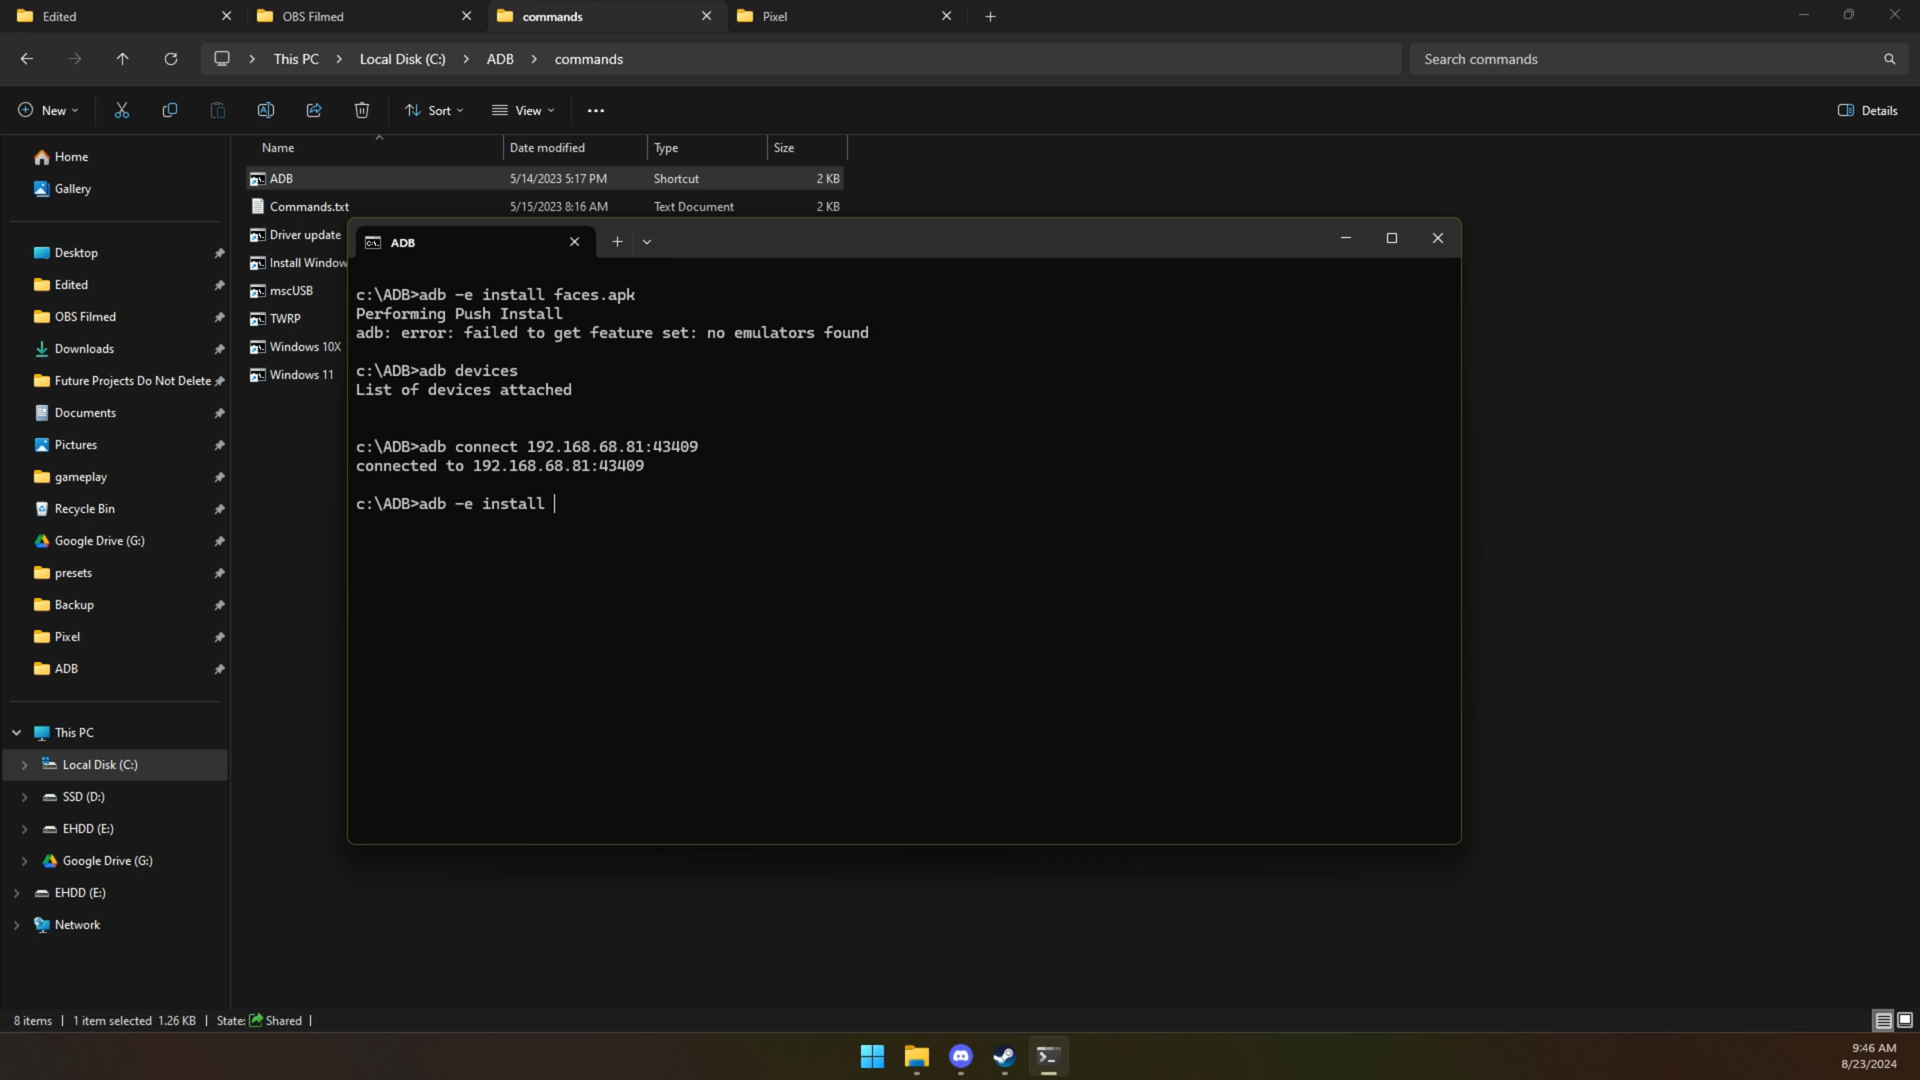 Edited
OBS Filmed
commands
Pixel
This PC > Local Disk (C:) > ADB > commands
Search commands
New
Sort
View
Details
Home
Gallery
Desktop
Edited
OBS Filmed
Downloads
Future Projects Do Not Delete
Documents
Pictures
gameplay
Recycle Bin
Google Drive (G:)
presets
Backup
Pixel
ADB
This PC
Local Disk (C:)
SSD (D:)
EHDD (E:)
Google Drive (G:)
EHDD (E:)
Network
Name Date modified Type Size
ADB 5/14/2023 5:17 PM Shortcut 2 KB
Commands.txt 5/15/2023 8:16 AM Text Document 2 KB
Driver update
Install Window
mscUSB
TWRP
Windows 10X
Windows 11
ADB
c:\ADB>adb -e install faces.apk
Performing Push Install
adb: error: failed to get feature set: no emulators found
c:\ADB>adb devices
List of devices attached
c:\ADB>adb connect 192.168.68.81:43409
connected to 192.168.68.81:43409
c:\ADB>adb -e install
8 items | 1 item selected 1.26 KB | State: Shared |
9:46 AM
8/23/2024